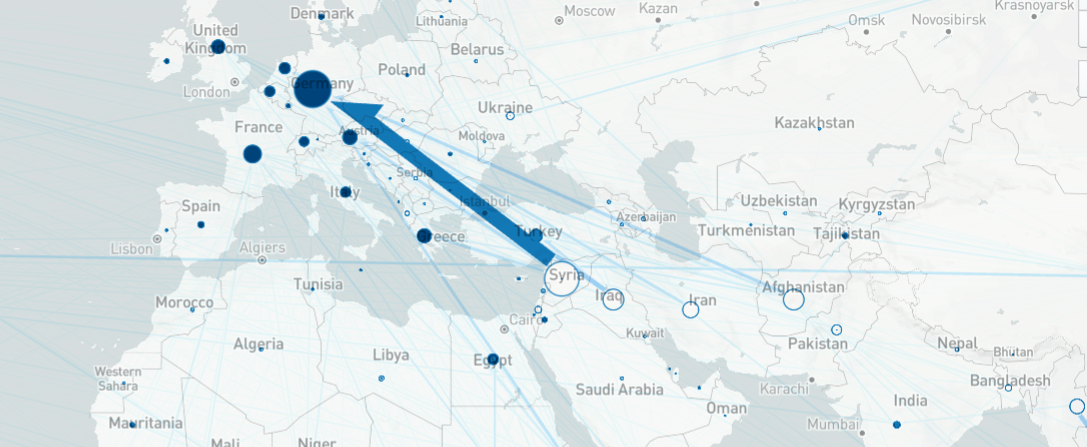 Denmark
Moscow
Kazan
Omsk
Novosibirsk
Krasnoyarsk
United
Kingdom
Lithuania
Belarus
Poland
Germany
London
Ukraine
France
Austria
Moldova
Kazakhstan
Serbia
Italy
Istanbul
Spain
Uzbekistan
Kyrgyzstan
Azerbaijan
Lisbon
Algiers
Greece
Turkey
Turkmenistan
Tajikistan
Tunisia
Syria
Iraq
Iran
Afghanistan
Morocco
Cairo
Kuwait
Pakistan
Nepal
Bhutan
Algeria
Libya
Egypt
Western
Sahara
Saudi Arabia
Karachi
Bangladesh
Oman
India
Mauritania
Mumbai
Mali
Niger